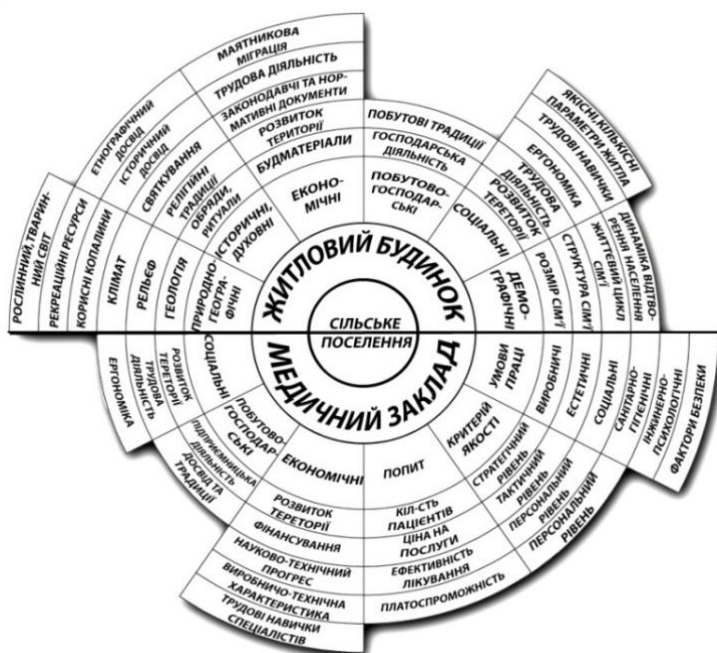 СІЛЬСЬКЕ
ПОСЕЛЕННЯ
ЖИТЛОВИЙ БУДИНОК
МЕДИЧНИЙ ЗАКЛАД
ПРИРОДНО-
ГЕОГРА-
ФІЧНІ
ГЕОЛОГІЯ
РЕЛЬЄФ
КЛІМАТ
КОРИСНІ КОПАЛИНИ
РЕКРЕАЦІЙНІ РЕСУРСИ
РОСЛИННИЙ, ТВАРИН-
НИЙ СВІТ
ІСТОРИЧНІ,
ДУХОВНІ
РЕЛІГІЙНІ
ТРАДИЦІЇ
ОБРЯДИ,
РИТУАЛИ
СВЯТКУВАННЯ
ІСТОРИЧНИЙ
ДОСВІД
ЕТНОГРАФІЧНИЙ
ДОСВІД
ЕКОНО-
МІЧНІ
БУДМАТЕРІАЛИ
РОЗВИТОК
ТЕРИТОРІЇ
ЗАКОНОДАВЧІ ТА НОР-
МАТИВНІ ДОКУМЕНТИ
ТРУДОВА ДІЯЛЬНІСТЬ
МАЯТНИКОВА
МІГРАЦІЯ
ПОБУТОВО-
ГОСПОДАР-
СЬКІ
ГОСПОДАРСЬКА
ДІЯЛЬНІСТЬ
ПОБУТОВІ ТРАДИЦІЇ
СОЦІАЛЬНІ
РОЗВИТОК
ТЕРЕТОРІЇ
ТРУДОВА
ДІЯЛЬНІСТЬ
ЕРГОНОМІКА
ТРУДОВІ НАВИЧКИ
ЯКІСНІ, КІЛЬКІСНІ
ПАРАМЕТРИ ЖИТЛА
ДЕМО-
ГРАФІЧНІ
РОЗМІР СІМ'Ї
СТРУКТУРА СІМ'Ї
ЖИТТЄВИЙ ЦИКЛ
СІМ'Ї
ДИНАМІКА ВІДТВО-
РЕННЯ НАСЕЛЕННЯ
УМОВИ
ПРАЦІ
ВИРОБНИЧІ
ЕСТЕТИЧНІ
СОЦІАЛЬНІ
САНІТАРНО-
ГІГІЄНІЧНІ
ІНЖИНЕРНО-
ПСИХОЛОГІЧНІ
ФАКТОРИ БЕЗПЕКИ
КРИТЕРІЙ
ЯКОСТІ
СТРАТЕГІЧНИЙ
РІВЕНЬ
ТАКТИЧНИЙ
РІВЕНЬ
ПЕРСОНАЛЬНИЙ
РІВЕНЬ
ПЕРСОНАЛЬНИЙ
РІВЕНЬ
ПОПИТ
КІЛ-СТЬ
ПАЦІЄНТІВ
ЦІНА НА
ПОСЛУГИ
ЕФЕКТИВНІСТЬ
ЛІКУВАННЯ
ПЛАТОСПРОМОЖНІСТЬ
ЕКОНОМІЧНІ
РОЗВИТОК
ТЕРЕТОРІЇ
ФІНАНСУВАННЯ
НАУКОВО-ТЕХНІЧНИЙ
ПРОГРЕС
ВИРОБНИЧО-ТЕХНІЧНА
ХАРАКТЕРИСТИКА
ТРУДОВІ НАВИЧКИ
СПЕЦІАЛІСТІВ
ПОБУТОВО-
ГОСПОДАР-
СЬКІ
ПІДПРИЄМНИЦЬКА
ДІЯЛЬНІСТЬ
ДОСВІД ТА
ТРАДИЦІЇ
СОЦІАЛЬНІ
РОЗВИТОК
ТЕРЕТОРІЇ
ТРУДОВА
ДІЯЛЬНІСТЬ
ЕРГОНОМІКА